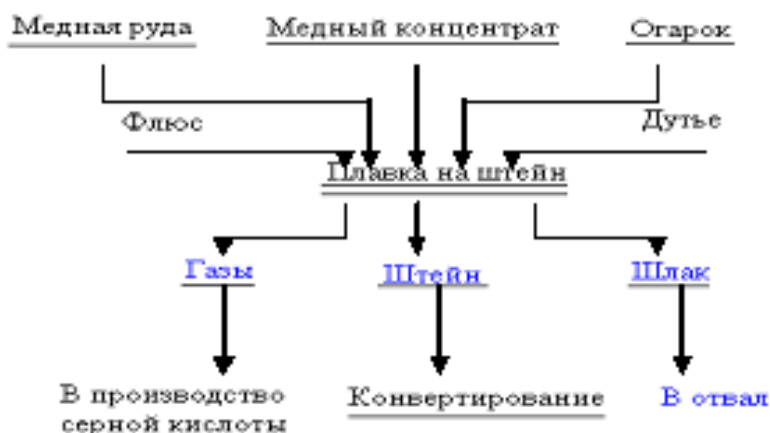 Медная руда
Медный концентрат
Огарок
Флюс
Дутье
Плавка на штейн
Газы
Штейн
Шлак
В производство
серной кислоты
Конвертирование
В отвал